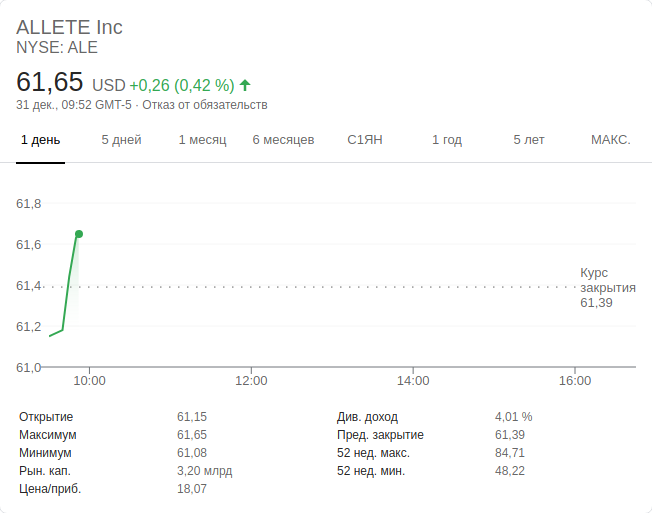 ALLETE Inc
NYSE: ALE
61,65 USD +0,26 (0,42 %)
31 дек., 09:52 GMT-5 · Отказ от обязательств
1 день 5 дней 1 месяц 6 месяцев С1ЯН 1 год 5 лет МАКС.
61,8
61,6
61,4
61,2
61,0
Курс
закрытия
61,39
10:00 12:00 14:00 16:00
Открытие 61,15 Див. доход 4,01 %
Максимум 61,65 Пред. закрытие 61,39
Минимум 61,08 52 нед. макс. 84,71
Рын. кап. 3,20 млрд 52 нед. мин. 48,22
Цена/приб. 18,07